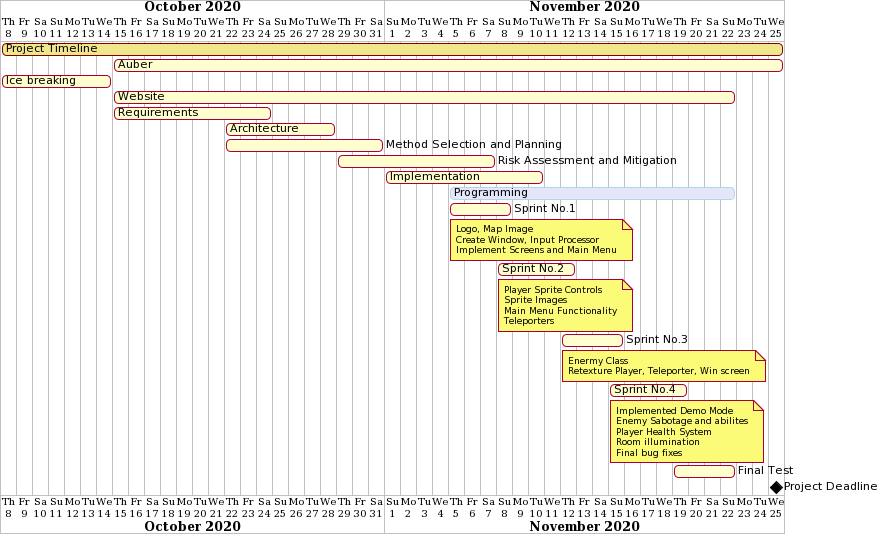 October 2020 November 2020
Th Fr Sa Su Mo Tu We Th Fr Sa Su Mo Tu We Th Fr Sa Su Mo Tu We Th Fr Sa Su Mo Tu We Th Fr Sa Su Mo Tu We Th Fr Sa Su Mo Tu We Th Fr Sa Su Mo Tu We
8 9 10 11 12 13 14 15 16 17 18 19 20 21 22 23 24 25 26 27 28 29 30 31 1 2 3 4 5 6 7 8 9 10 11 12 13 14 15 16 17 18 19 20 21 22 23 24 25
Project Timeline
Auber
Ice breaking
Website
Requirements
Architecture
Method Selection and Planning
Risk Assessment and Mitigation
Implementation
Programming
Sprint No.1
Logo, Map Image
Create Window, Input Processor
Implement Screens and Main Menu
Sprint No.2
Player Sprite Controls
Sprite Images
Main Menu Functionality
Teleporters
Sprint No.3
Enermy Class
Retexture Player, Teleporter, Win screen
Sprint No.4
Implemented Demo Mode
Enemy Sabotage and abilites
Player Health System
Room illumination
Final bug fixes
Final Test
Project Deadline
Th Fr Sa Su Mo Tu We Th Fr Sa Su Mo Tu We Th Fr Sa Su Mo Tu We Th Fr Sa Su Mo Tu We Th Fr Sa Su Mo Tu We Th Fr Sa Su Mo Tu We Th Fr Sa Su Mo Tu We
8 9 10 11 12 13 14 15 16 17 18 19 20 21 22 23 24 25 26 27 28 29 30 31 1 2 3 4 5 6 7 8 9 10 11 12 13 14 15 16 17 18 19 20 21 22 23 24 25
October 2020 November 2020